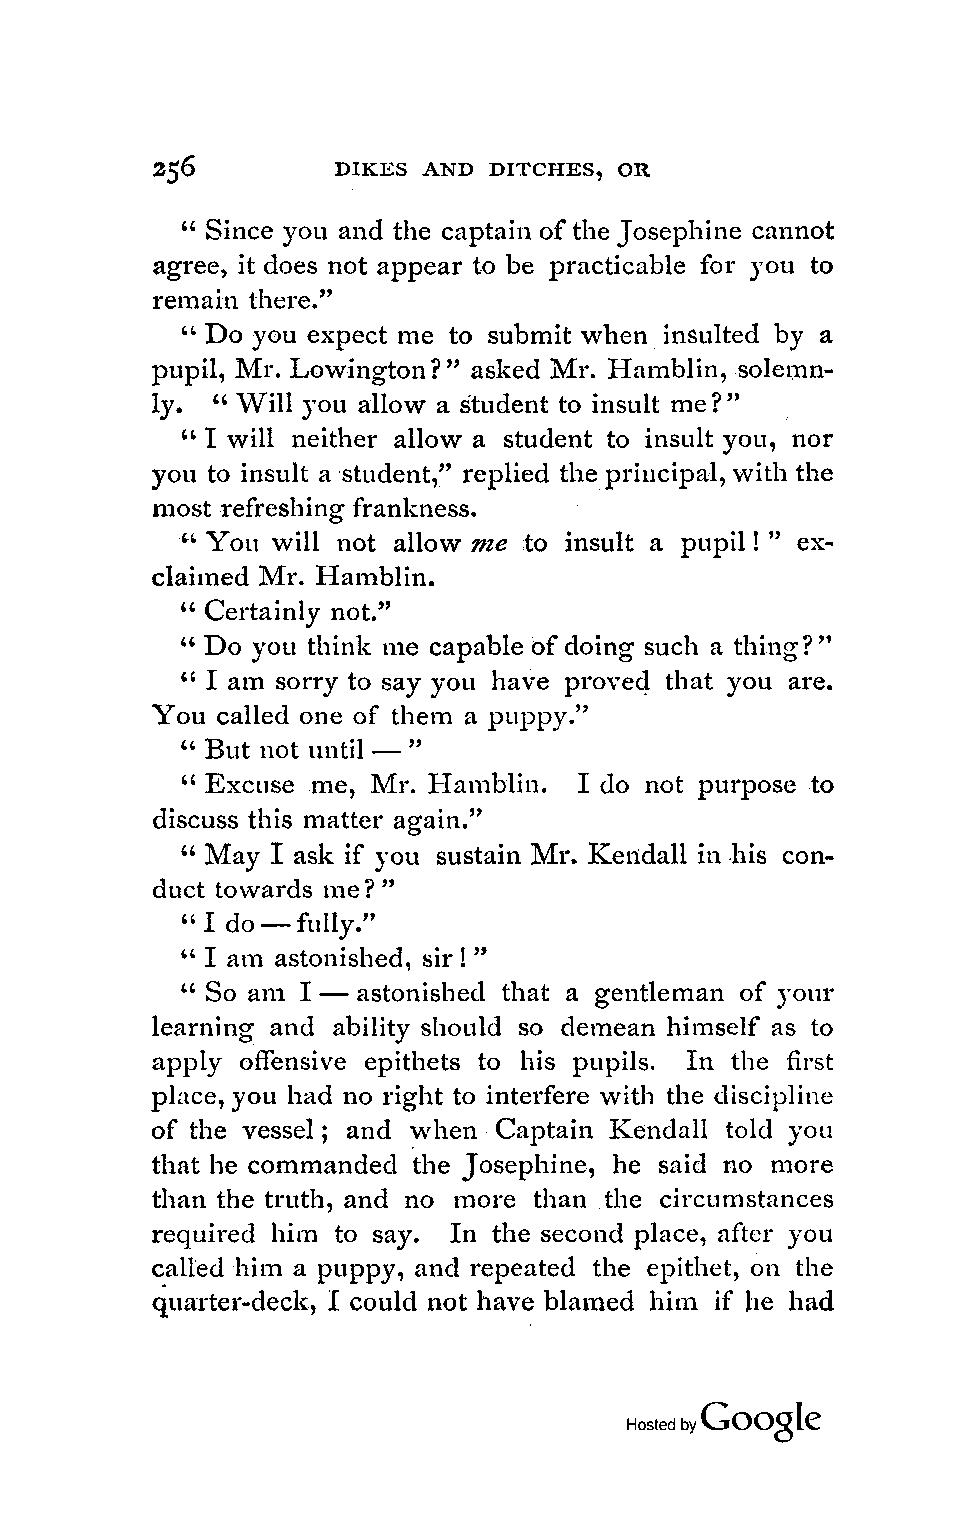 256 DIKES AND DITCHES, OR
“ Since you and the captain of the Josephine cannot
agree, it does not appear to be practicable for you to
remain there.”
“ Do you expect me to submit when insulted by a
pupil, Mr. Lowington?” asked Mr. Hamblin, solemn-
ly. “ Will you allow a student to insult me?”
“ I will neither allow a student to insult you, nor
you to insult a student,” replied the principal, with the
most refreshing frankness.
“ You will not allow me to insult a pupil! ” ex-
claimed Mr. Hamblin.
“ Certainly not.”
“ Do you think me capable of doing such a thing?”
“ I am sorry to say you have proved that you are.
You called one of them a puppy.”
“ But not until — ”
“ Excuse me, Mr. Hamblin. I do not purpose to
discuss this matter again.”
“ May I ask if you sustain Mr. Kendall in his con-
duct towards me? ”
“ I do — fully.”
“ I am astonished, sir! ”
“ So am I — astonished that a gentleman of your
learning and ability should so demean himself as to
apply offensive epithets to his pupils. In the first
place, you had no right to interfere with the discipline
of the vessel; and when Captain Kendall told you
that he commanded the Josephine, he said no more
than the truth, and no more than the circumstances
required him to say. In the second place, after you
called him a puppy, and repeated the epithet, on the
quarter-deck, I could not have blamed him if he had
Hosted by Google